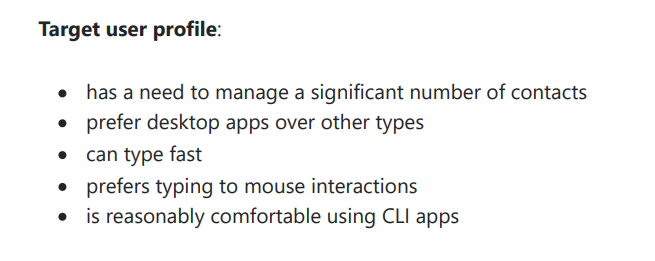 Target user profile:
• has a need to manage a significant number of contacts
• prefer desktop apps over other types
• can type fast
• prefers typing to mouse interactions
• is reasonably comfortable using CLI apps